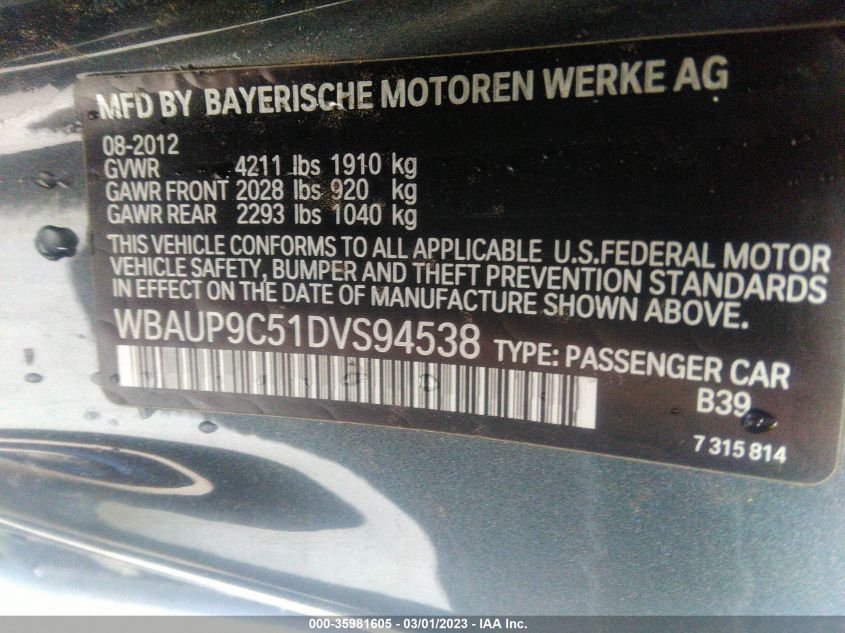 MFD BY BAYERISCHE MOTOREN WERKE AG
08-2012
GVWR 4211 lbs 1910 kg
GAWR FRONT 2028 lbs 920 kg
GAWR REAR 2293 lbs 1040 kg
THIS VEHICLE CONFORMS TO ALL APPLICABLE U.S.FEDERAL MOTOR
VEHICLE SAFETY, BUMPER AND THEFT PREVENTION STANDARDS
IN EFFECT ON THE DATE OF MANUFACTURE SHOWN ABOVE.
WBAUP9C51DVS94538 TYPE: PASSENGER CAR
B39
7 315 814
000-35981605 - 03/01/2023 - IAA Inc.